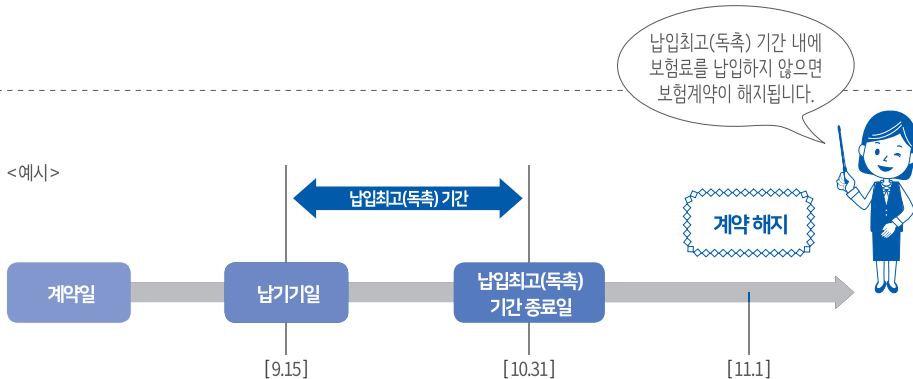 납입최고(독촉) 기간 내에
보험료를 납입하지 않으면
보험계약이 해지됩니다.
<예시>
납입최고(독촉) 기간
계약 해지
계약일
납기기일
납입최고(독촉)
기간 종료일
[9.15]
[10.31]
[11.1]